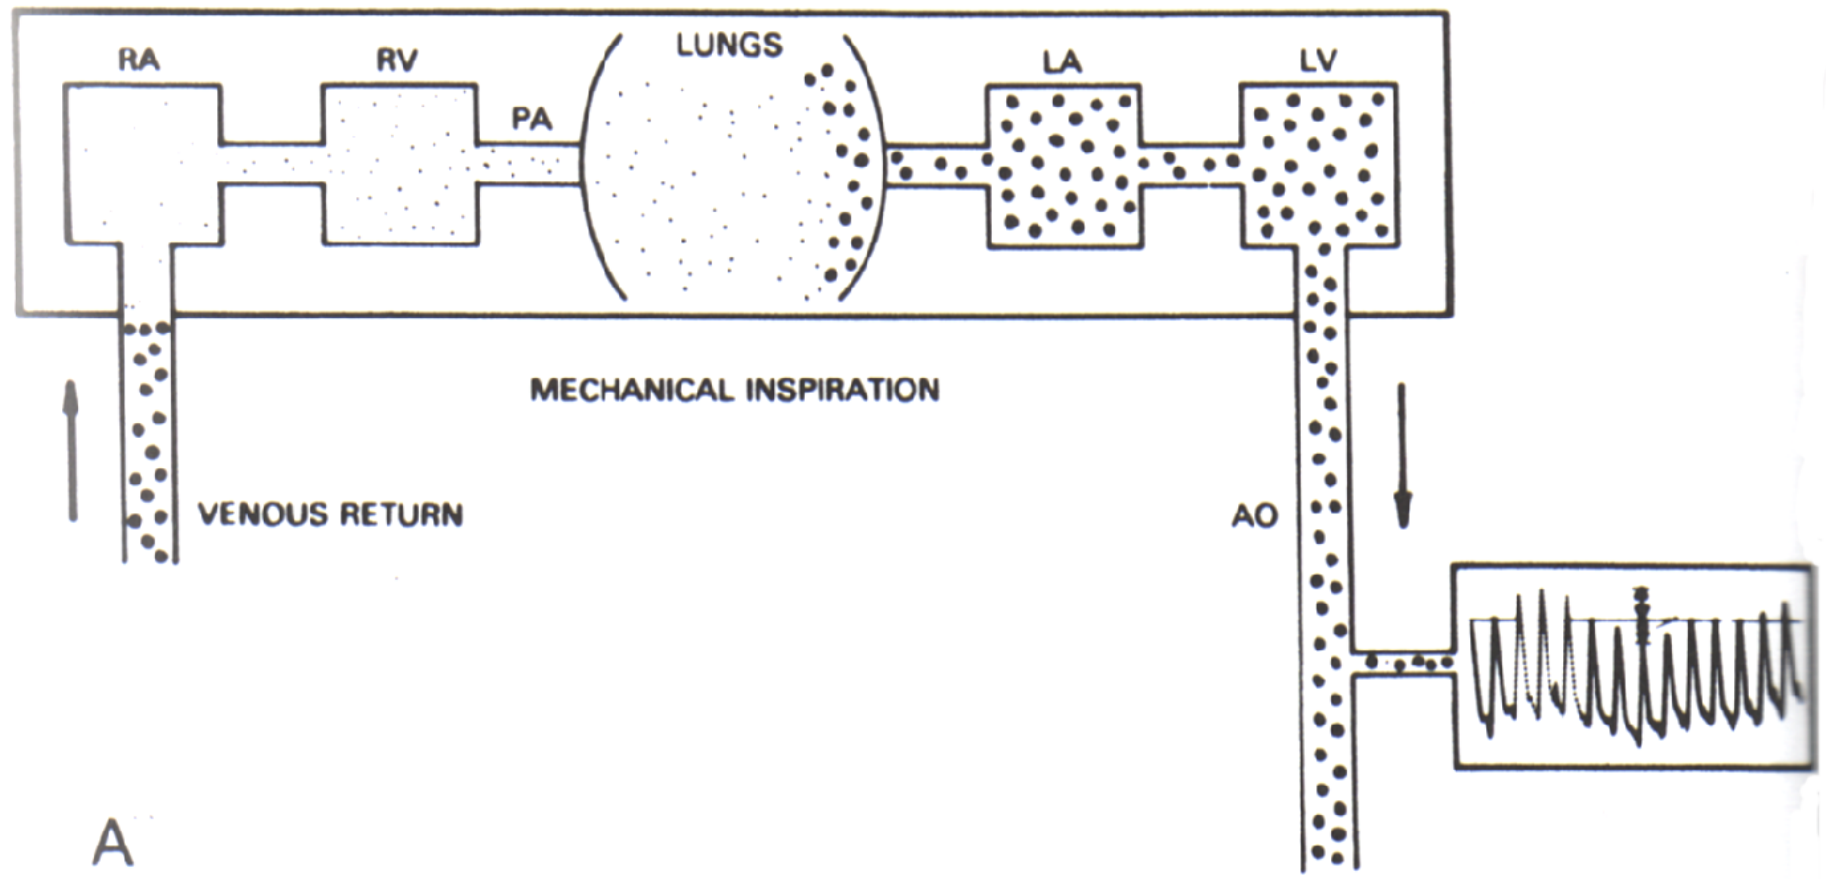 RA
RV
PA
LUNGS
LA
LV
MECHANICAL INSPIRATION
VENOUS RETURN
AO
A